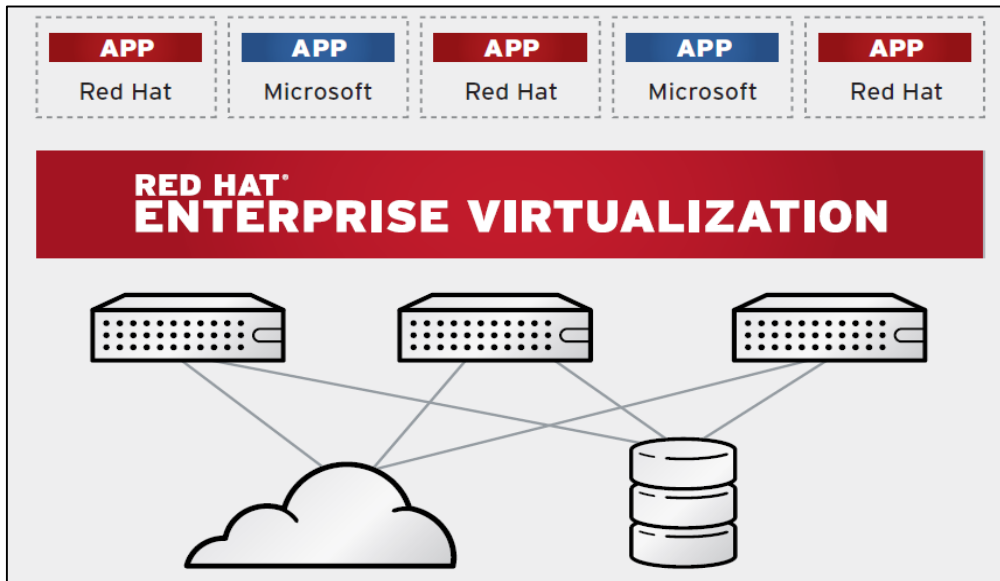 APP
Red Hat
APP
Microsoft
APP
Red Hat
APP
Microsoft
APP
Red Hat
RED HAT®
ENTERPRISE VIRTUALIZATION